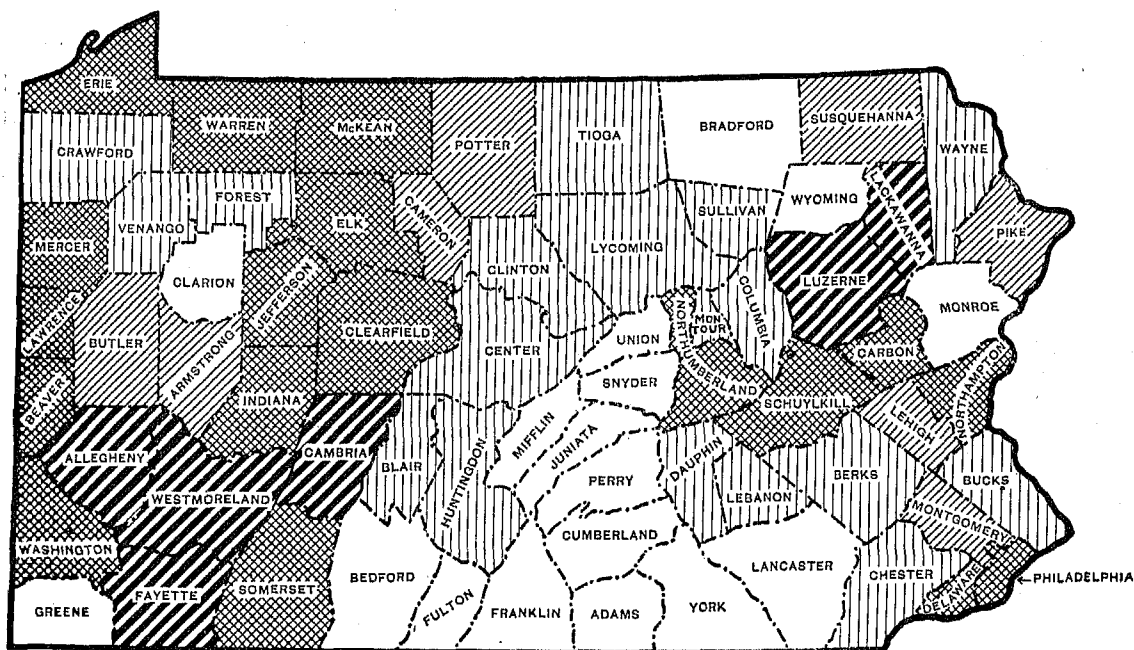 ERIE
WARREN
McKEAN
POTTER
TIOGA
BRADFORD
SUSQUEHANNA
WAYNE
CRAWFORD
FOREST
VENANGO
ELK
CAMERON
SULLIVAN
WYOMING
LACKAWANNA
PIKE
MERCER
CLARION
JEFFERSON
CLINTON
LYCOMING
LUZERNE
COLUMBIA
MONROE
LAWRENCE
BUTLER
ARMSTRONG
CLEARFIELD
CENTER
UNION
NORTHUMBERLAND
MON
TOUR
CARBON
NORTHAMPTON
BEAVER
INDIANA
SNYDER
SCHUYLKILL
LEHIGH
ALLEGHENY
CAMBRIA
BLAIR
HUNTINGDON
MIFFLIN
JUNIATA
PERRY
DAUPHIN
LEBANON
BERKS
BUCKS
WESTMORELAND
CUMBERLAND
MONTGOMERY
WASHINGTON
BEDFORD
LANCASTER
CHESTER
DELAWARE
←PHILADELPHIA
GREENE
FAYETTE
SOMERSET
FULTON
FRANKLIN
ADAMS
YORK